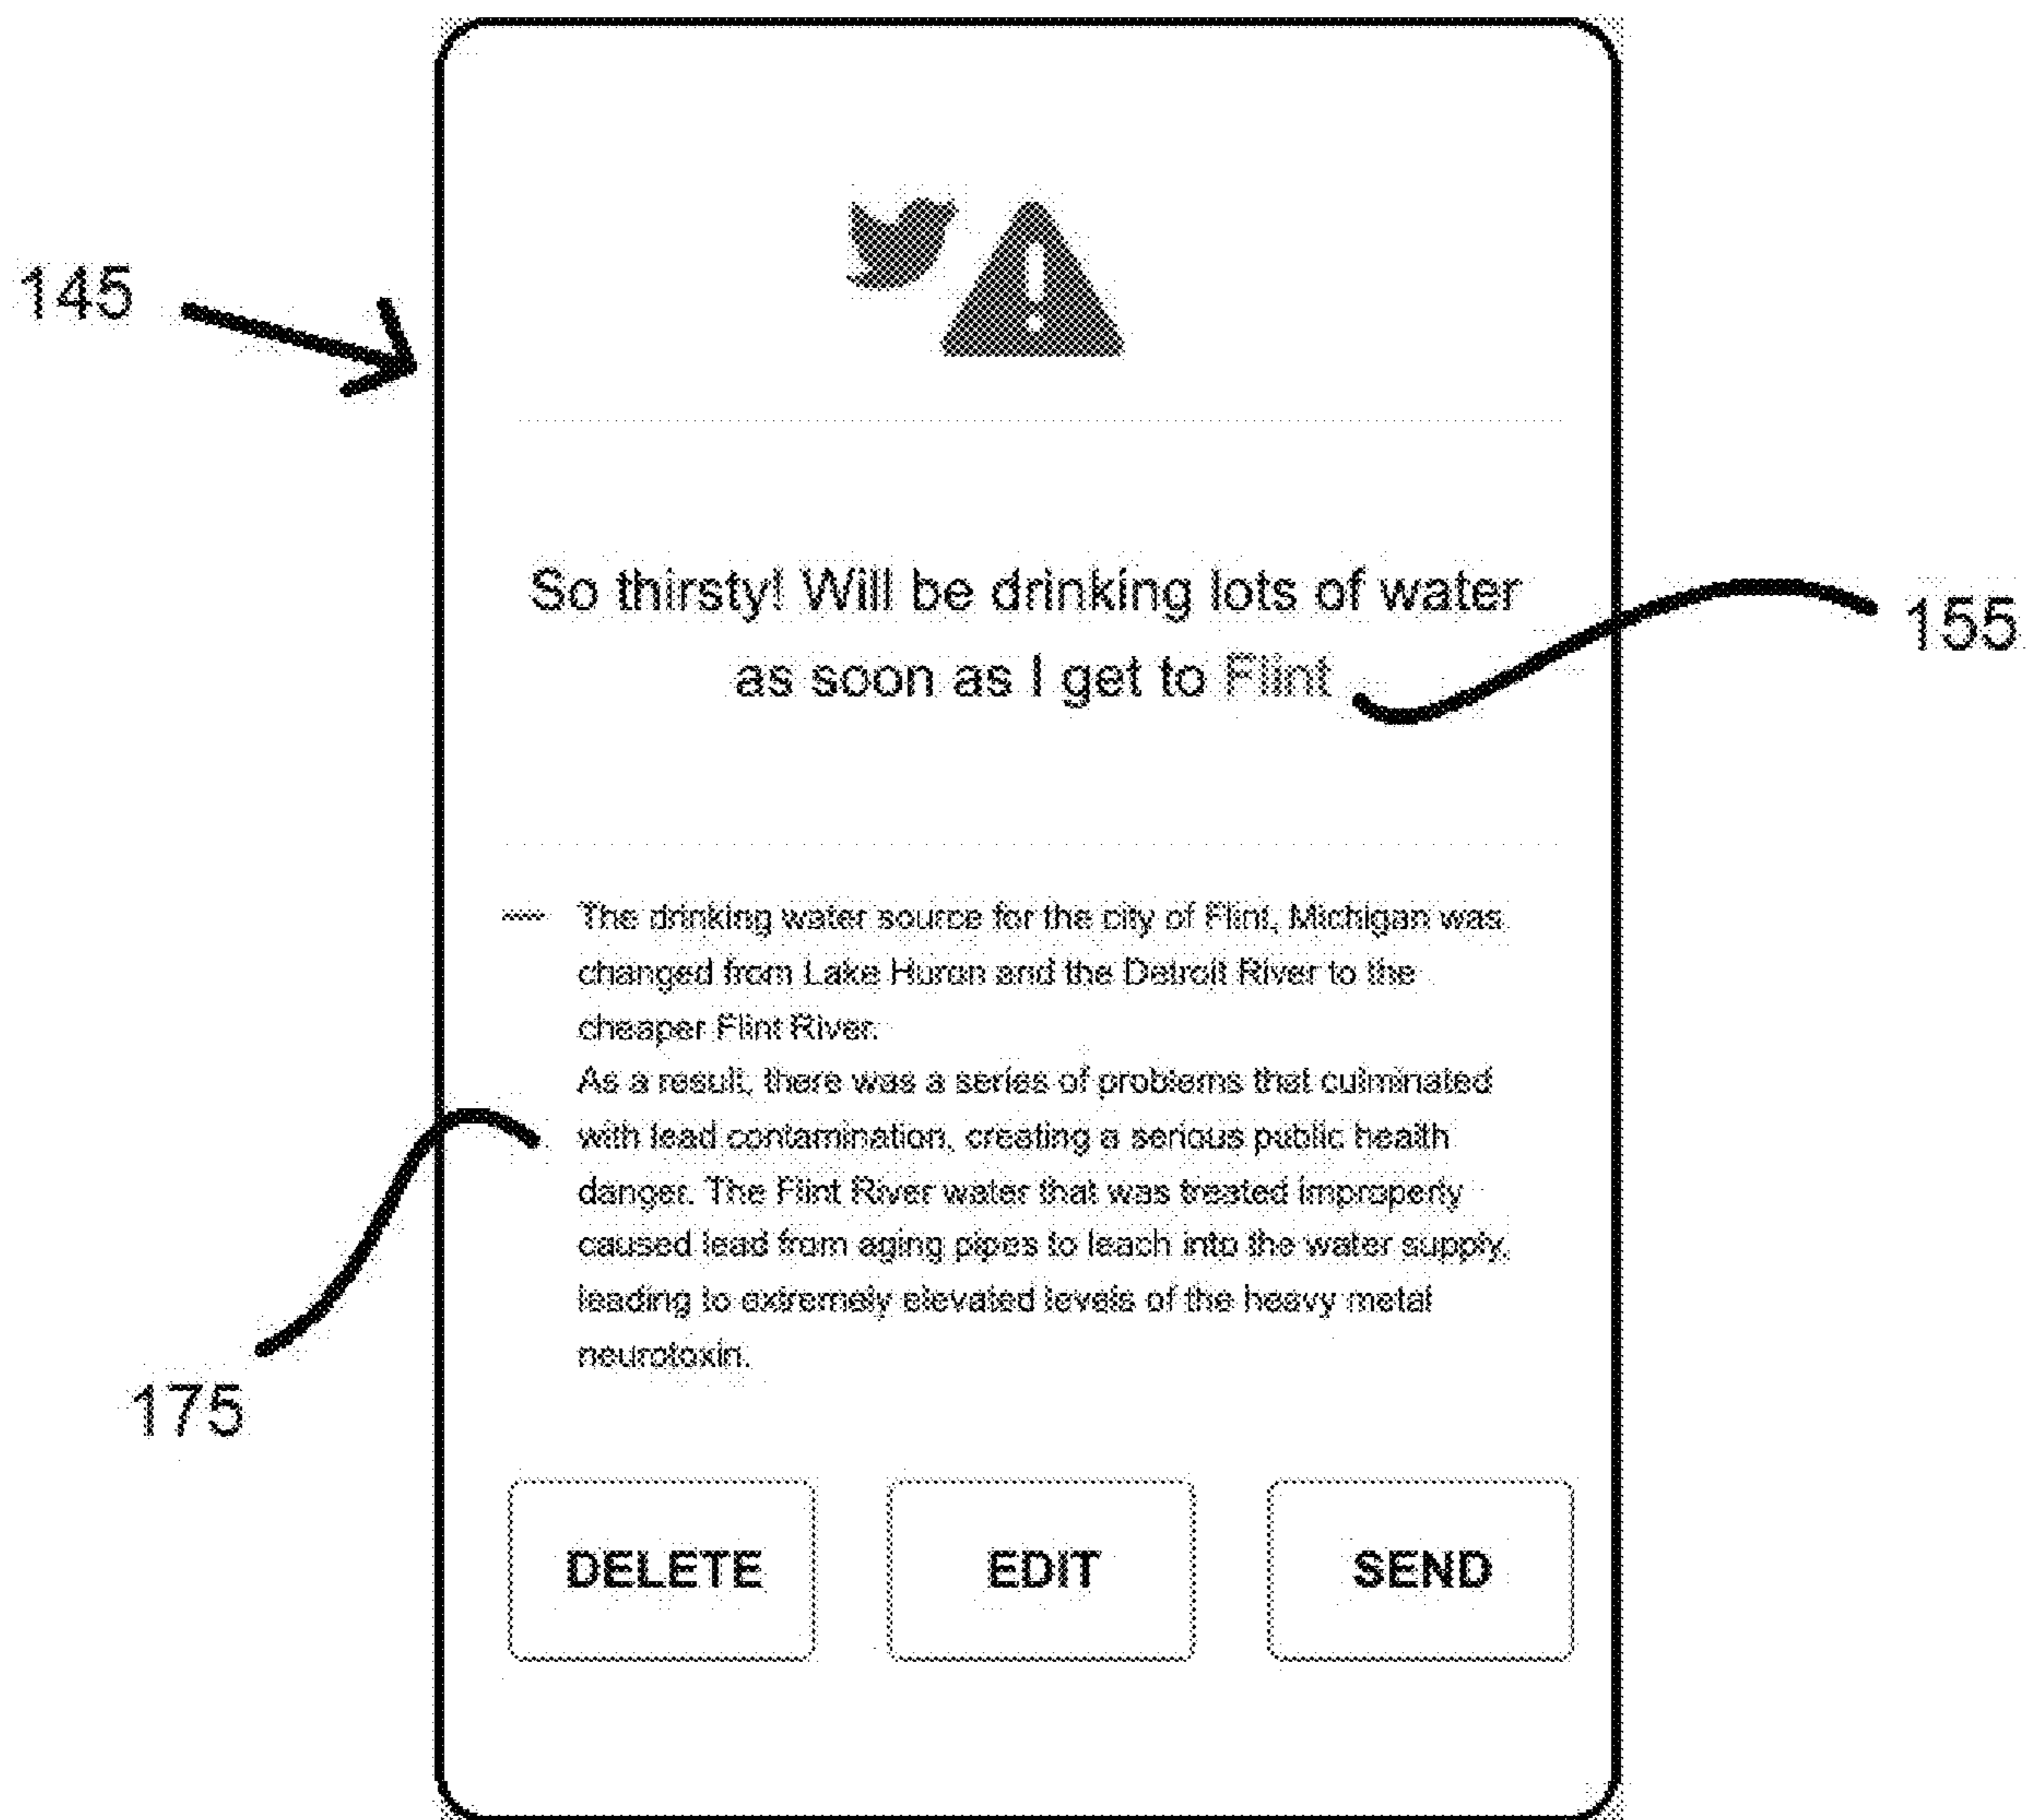 145
So thirsty! Will be drinking lots of water
as soon as I get to Flint
155
The drinking water source for the city of Flint, Michigan was
changed from Lake Huron and the Detroit River to the
cheaper Flint River.
As a result, there was a series of problems that culminated
with lead contamination, creating a serious public health
danger. The Flint River water that was treated improperly
caused lead from aging pipes to leach into the water supply,
leading to extremely elevated levels of the heavy metal
neurotoxin.
175
DELETE EDIT SEND